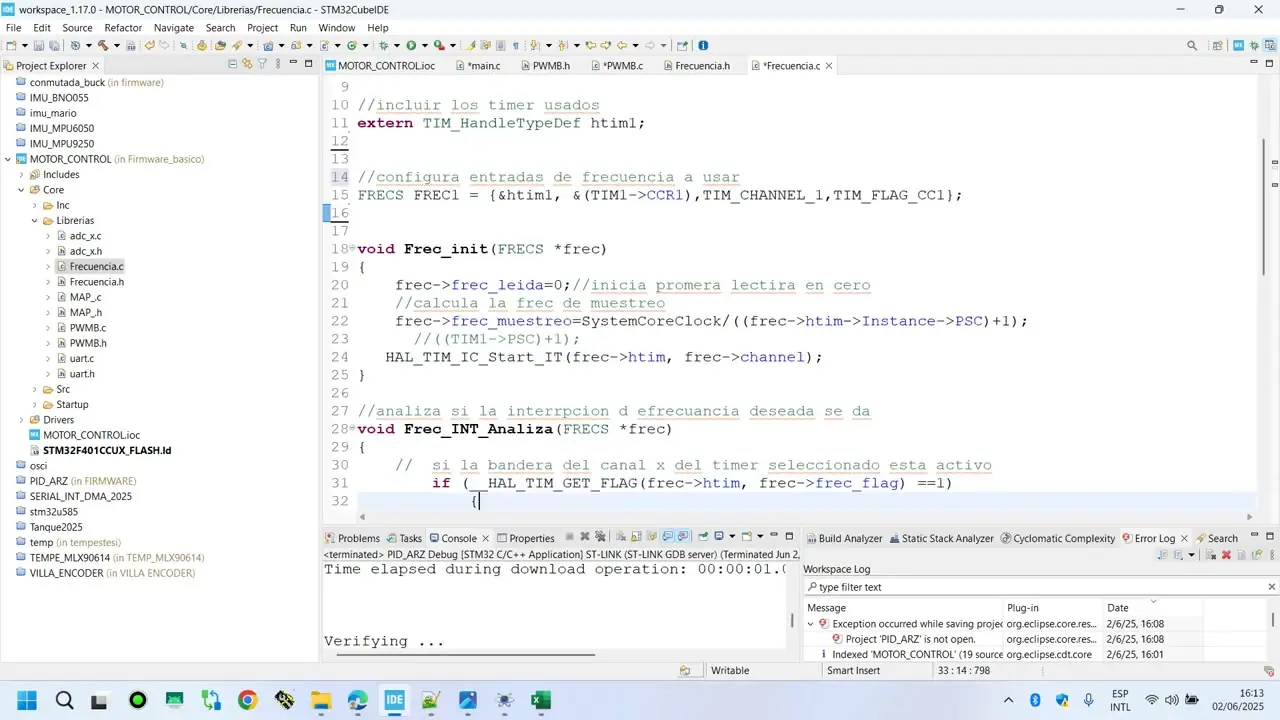 workspace_1.17.0 - MOTOR_CONTROL/Core/Librerias/Frecuencia.c - STM32CubeIDE
File Edit Source Refactor Navigate Search Project Run Window Help
Project Explorer
MOTOR_CONTROL.ioc *main.c PWMB.h *PWMB.c Frecuencia.h *Frecuencia.c
conmutada_buck (in firmware)
IMU_BNO055
imu_mario
IMU_MPU6050
IMU_MPU9250
MOTOR_CONTROL (in Firmware_basico)
Includes
Core
Inc
Librerias
adc_x.c
adc_x.h
Frecuencia.c
Frecuencia.h
MAP_.c
MAP_.h
PWMB.c
PWMB.h
uart.c
uart.h
Src
Startup
Drivers
MOTOR_CONTROL.ioc
STM32F401CCUX_FLASH.ld
osci
PID_ARZ (in FIRMWARE)
SERIAL_INT_DMA_2025
stm32u585
Tanque2025
temp (in tempestesi)
TEMPE_MLX90614 (in TEMP_MLX90614)
VILLA_ENCODER (in VILLA ENCODER)
9
10 //incluir los timer usados
11 extern TIM_HandleTypeDef htim1;
12
13
14 //configura entradas de frecuencia a usar
15 FRECS FREC1 = {&htim1, &(TIM1->CCR1),TIM_CHANNEL_1,TIM_FLAG_CC1};
16
17
18 void Frec_init(FRECS *frec)
19 {
20 frec->frec_leida=0;//inicia promera lectira en cero
21 //calcula la frec de muestreo
22 frec->frec_muestreo=SystemCoreClock/((frec->htim->Instance->PSC)+1);
23 //((TIM1->PSC)+1);
24 HAL_TIM_IC_Start_IT(frec->htim, frec->channel);
25 }
26
27 //analiza si la interrpcion d efrecuancia deseada se da
28 void Frec_INT_Analiza(FRECS *frec)
29 {
30 // si la bandera del canal x del timer seleccionado esta activo
31 if (__HAL_TIM_GET_FLAG(frec->htim, frec->frec_flag) ==1)
32 {
Problems Tasks Console Properties
<terminated> PID_ARZ Debug [STM32 C/C++ Application] ST-LINK (ST-LINK GDB server) (Terminated Jun 2,
Time elapsed during download operation: 00:00:01.0
Verifying ...
Build Analyzer Static Stack Analyzer Cyclomatic Complexity Error Log Search
Workspace Log
type filter text
Message Plug-in Date
Exception occurred while saving projec org.eclipse.core.res... 2/6/25, 16:08
Project 'PID_ARZ' is not open. org.eclipse.core.res... 2/6/25, 16:08
Indexed 'MOTOR_CONTROL' (19 source org.eclipse.cdt.core 2/6/25, 16:01
Writable Smart Insert 33 : 14 : 798
IDE
ESP
INTL
16:13
02/06/2025